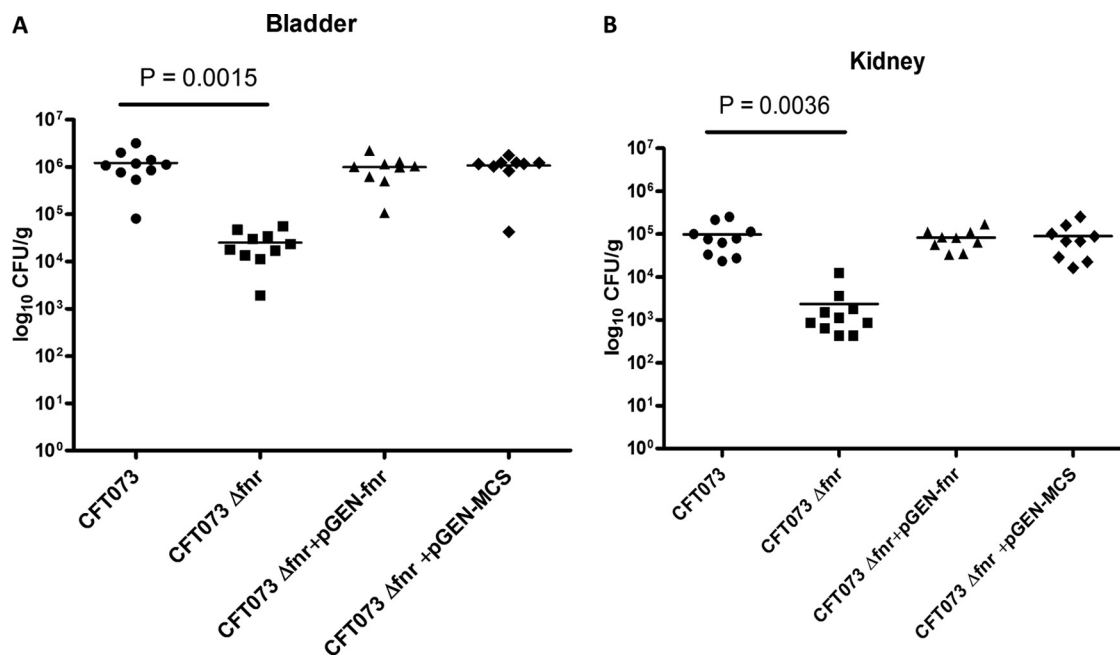 A
Bladder
P = 0.0015
log₁₀ CFU/g
10⁷
10⁶
10⁵
10⁴
10³
10²
10¹
10⁰
CFT073
CFT073 Δfnr
CFT073 Δfnr+pGEN-fnr
CFT073 Δfnr +pGEN-MCS
B
Kidney
P = 0.0036
log₁₀ CFU/g
10⁷
10⁶
10⁵
10⁴
10³
10²
10¹
10⁰
CFT073
CFT073 Δfnr
CFT073 Δfnr+pGEN-fnr
CFT073 Δfnr +pGEN-MCS